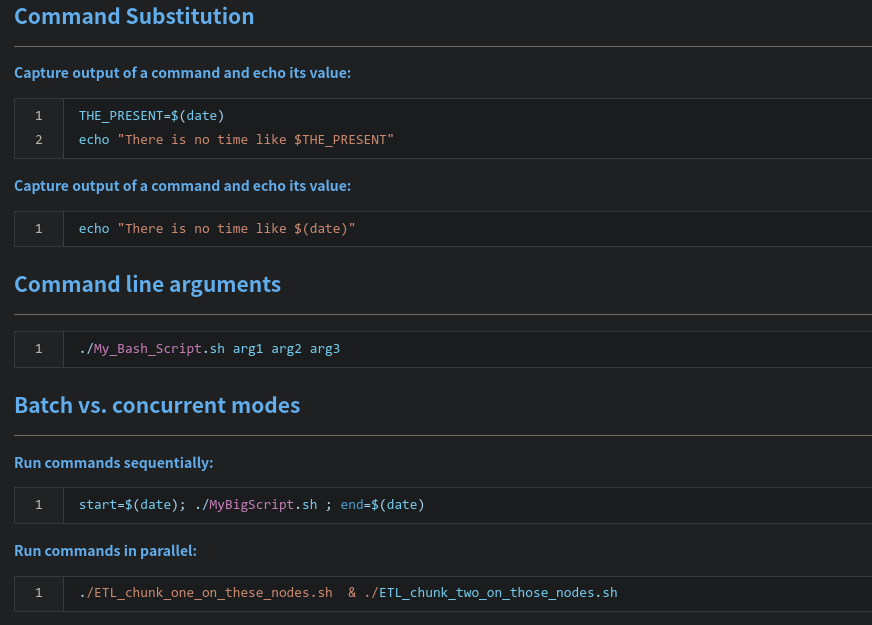 Command Substitution
Capture output of a command and echo its value:
1 THE_PRESENT=$(date)
2 echo "There is no time like $THE_PRESENT"
Capture output of a command and echo its value:
1 echo "There is no time like $(date)"
Command line arguments
1 ./My_Bash_Script.sh arg1 arg2 arg3
Batch vs. concurrent modes
Run commands sequentially:
1 start=$(date); ./MyBigScript.sh ; end=$(date)
Run commands in parallel:
1 ./ETL_chunk_one_on_these_nodes.sh  & ./ETL_chunk_two_on_those_nodes.sh